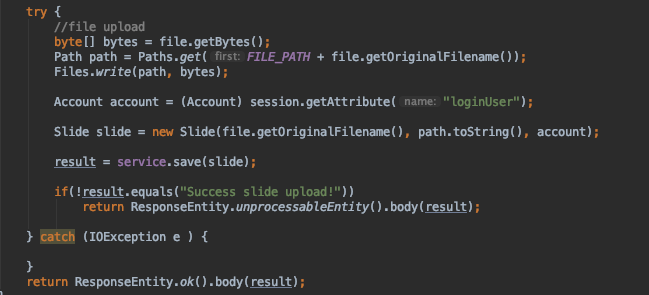 try {
//file upload
byte[] bytes = file.getBytes();
Path path = Paths.get( first: FILE_PATH + file.getOriginalFilename());
Files.write(path, bytes);
Account account = (Account) session.getAttribute( name: "loginUser");
Slide slide = new Slide(file.getOriginalFilename(), path.toString(), account);
result = service.save(slide);
if(!result.equals("Success slide upload!"))
return ResponseEntity.unprocessableEntity().body(result);
} catch (IOException e ) {
}
return ResponseEntity.ok().body(result);